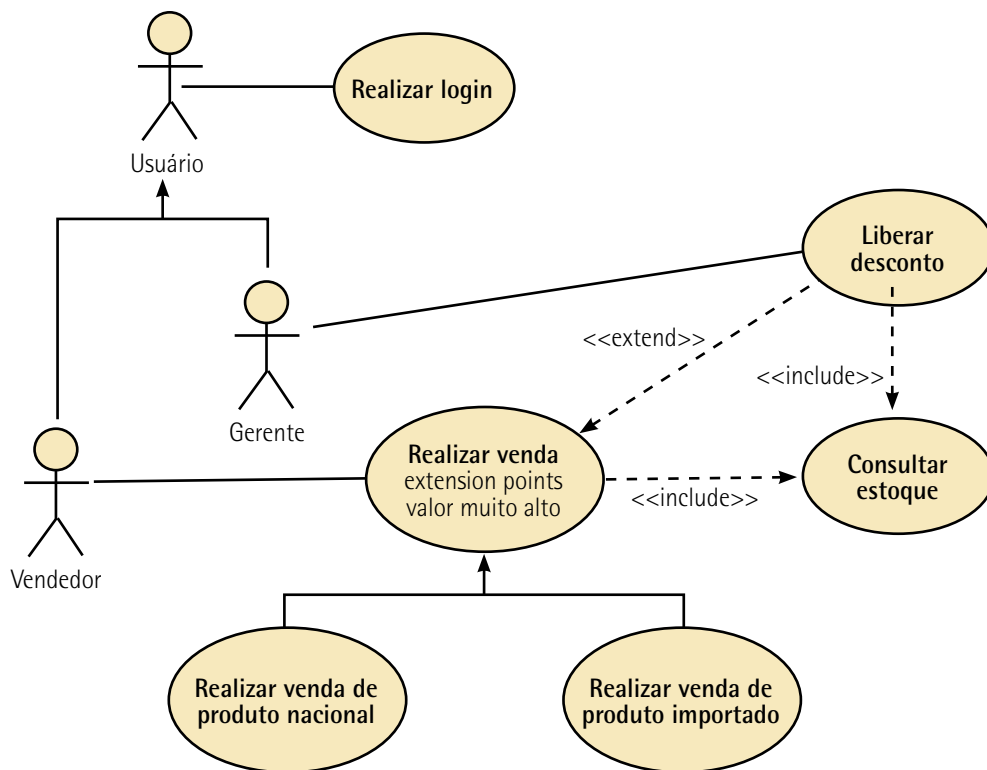 Realizar login
Usuário
Liberar
desconto
<<extend>>
<<include>>
Gerente
Realizar venda
extension points
valor muito alto
<<include>>
Consultar
estoque
Vendedor
Realizar venda de
produto nacional
Realizar venda de
produto importado